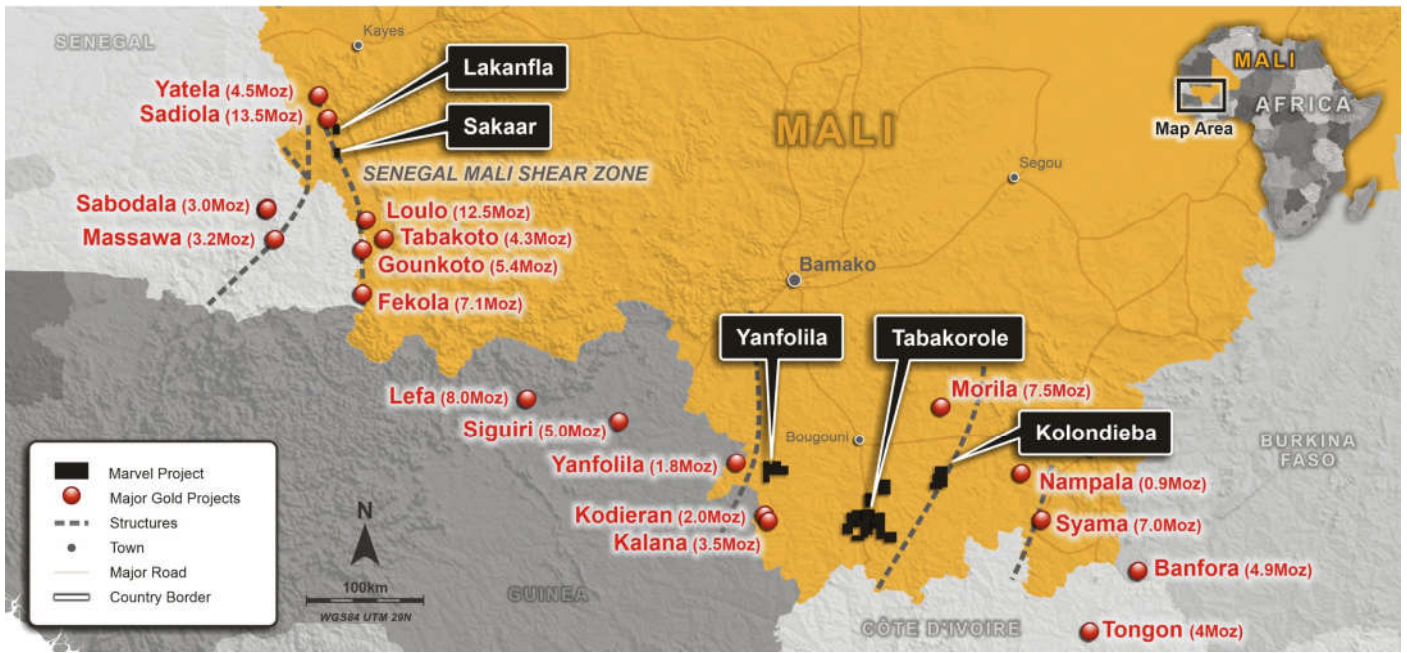 SENEGAL
Kayes
Lakanfla
Yatela (4.5Moz)
Sadiola (13.5Moz)
Sakaar
SENEGAL MALI SHEAR ZONE
MALI
Segou
MALI
AFRICA
Map Area
Sabodala (3.0Moz)
Massawa (3.2Moz)
Loulo (12.5Moz)
Tabakoto (4.3Moz)
Gounkoto (5.4Moz)
Fekola (7.1Moz)
Bamako
Yanfolila
Tabakorole
Lefa (8.0Moz)
Siguiri (5.0Moz)
Morila (7.5Moz)
Bougouni
Kolondieba
BURKINA
FASO
Yanfolila (1.8Moz)
Nampala (0.9Moz)
Kodieran (2.0Moz)
Kalana (3.5Moz)
Syama (7.0Moz)
Banfora (4.9Moz)
Tongon (4Moz)
GUINEA
CÔTE D'IVOIRE
Marvel Project
Major Gold Projects
Structures
Town
Major Road
Country Border
N
100km
WGS84 UTM 29N